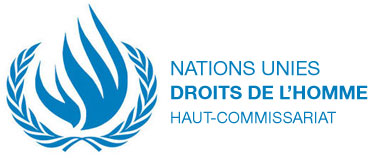 NATIONS UNIES
DROITS DE L'HOMME
HAUT-COMMISSARIAT